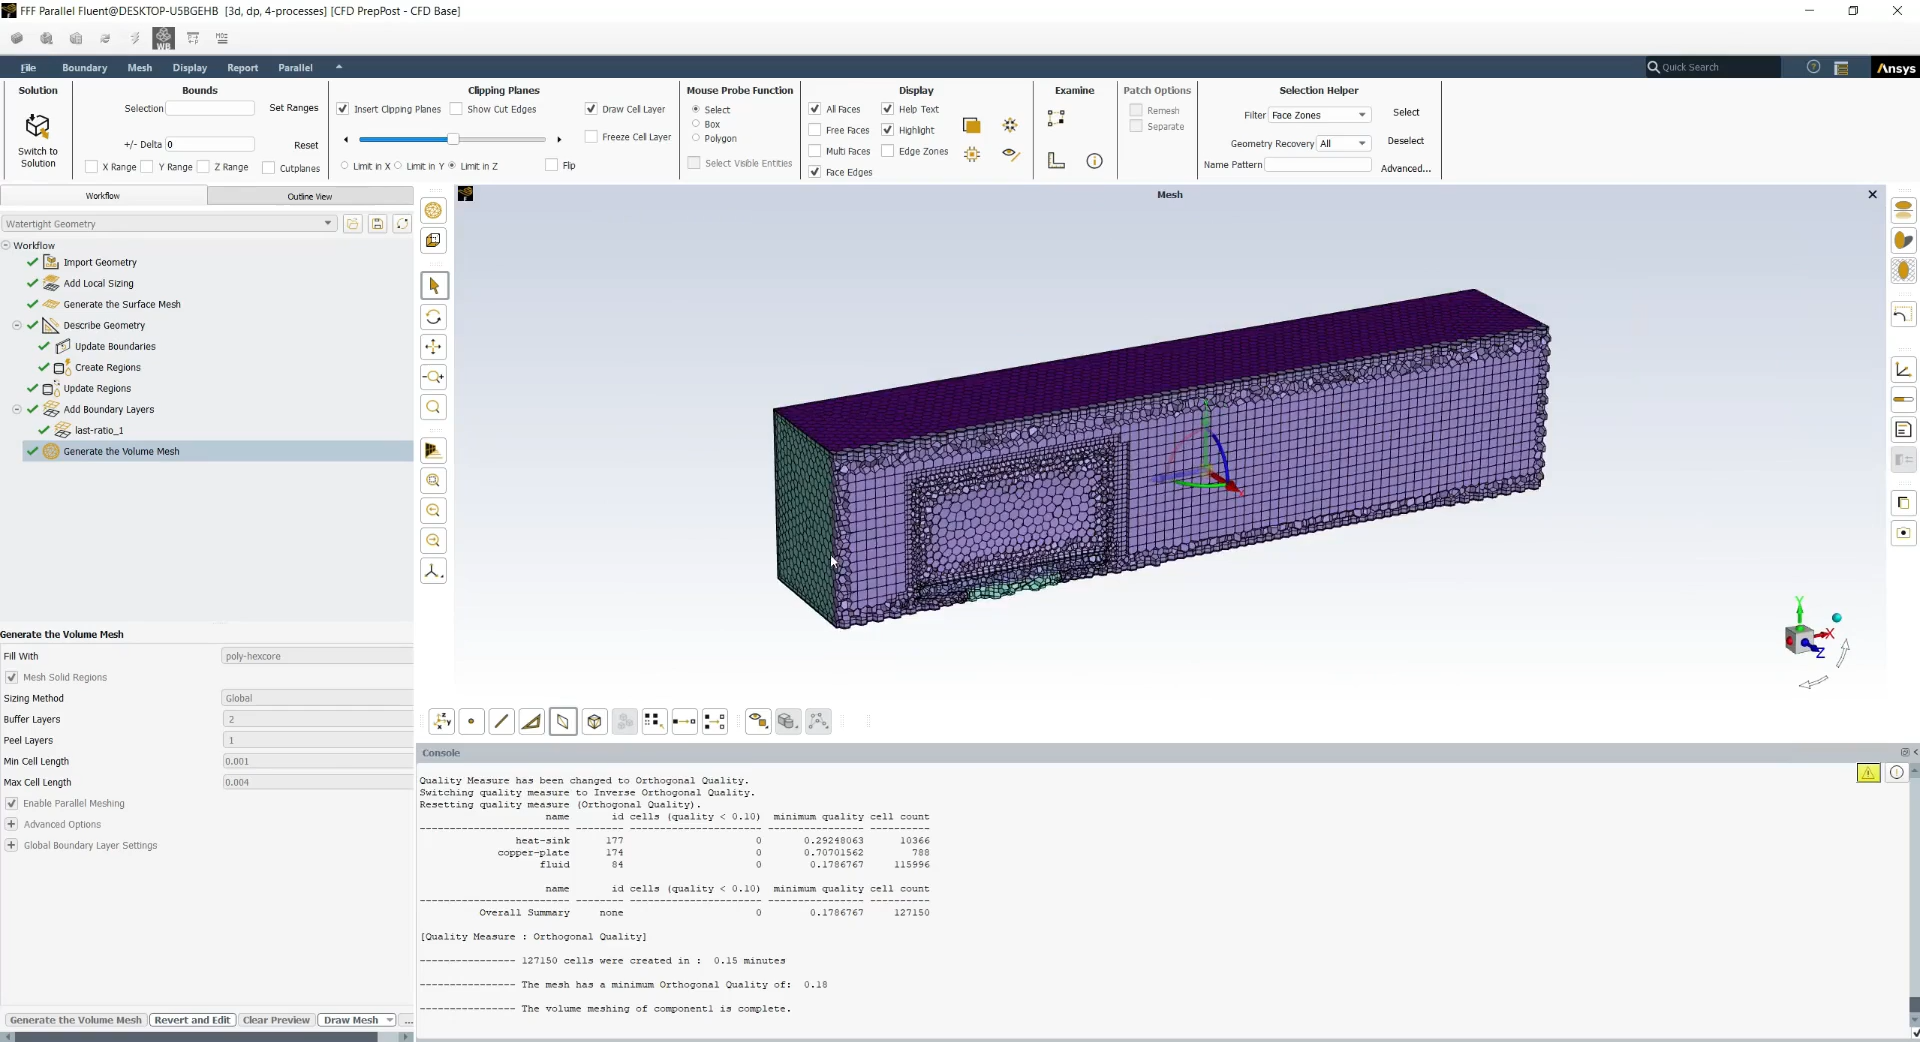 FFF Parallel Fluent@DESKTOP-U5BGEHB [3d, dp, 4-processes] [CFD PrepPost - CFD Base]
WB
File Boundary Mesh Display Report Parallel
Quick Search
Ansys
Solution
Switch to
Solution
Bounds
Selection
Set Ranges
+/- Delta 0
Reset
X Range Y Range Z Range Cutplanes
Clipping Planes
Insert Clipping Planes Show Cut Edges Draw Cell Layer
Freeze Cell Layer
Limit in X Limit in Y Limit in Z Flip
Mouse Probe Function
Select
Box
Polygon
Select Visible Entities
Display
All Faces Help Text
Free Faces Highlight
Multi Faces Edge Zones
Face Edges
Examine
Patch Options
Remesh
Separate
Selection Helper
Filter Face Zones Select
Geometry Recovery All Deselect
Name Pattern Advanced...
Workflow Outline View
Watertight Geometry
Workflow
Import Geometry
Add Local Sizing
Generate the Surface Mesh
Describe Geometry
Update Boundaries
Create Regions
Update Regions
Add Boundary Layers
last-ratio_1
Generate the Volume Mesh
Mesh
Y
X
Z
Generate the Volume Mesh
Fill With poly-hexcore
Mesh Solid Regions
Sizing Method Global
Buffer Layers 2
Peel Layers 1
Min Cell Length 0.001
Max Cell Length 0.004
Enable Parallel Meshing
Advanced Options
Global Boundary Layer Settings
Generate the Volume Mesh Revert and Edit Clear Preview Draw Mesh ...
Console
Quality Measure has been changed to Orthogonal Quality.
Switching quality measure to Inverse Orthogonal Quality.
Resetting quality measure (Orthogonal Quality).
name id cells (quality < 0.10) minimum quality cell count
heat-sink 177 0 0.29248063 10366
copper-plate 174 0 0.70701562 788
fluid 84 0 0.1786767 115996
name id cells (quality < 0.10) minimum quality cell count
Overall Summary none 0 0.1786767 127150
[Quality Measure : Orthogonal Quality]
---------------- 127150 cells were created in : 0.15 minutes
---------------- The mesh has a minimum Orthogonal Quality of: 0.18
---------------- The volume meshing of component1 is complete.